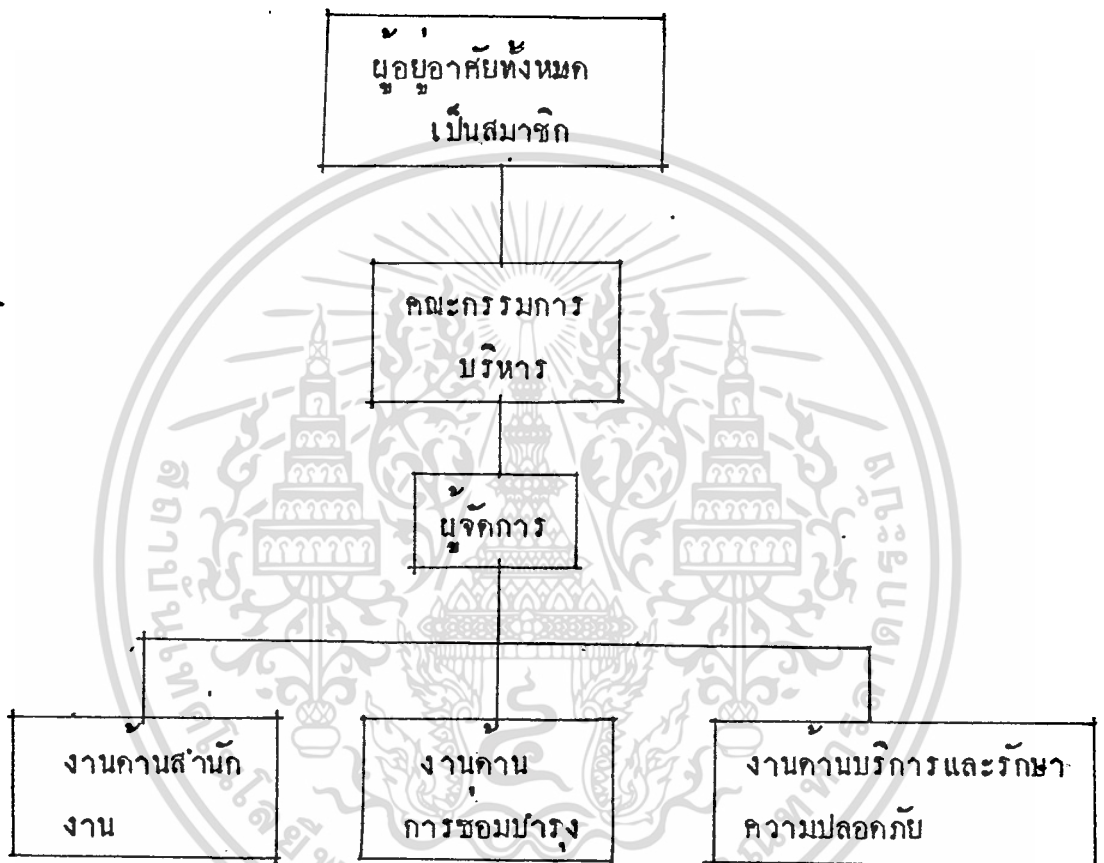 ผู้อยู่อาศัยทั้งหมด
เป็นสมาชิก
คณะกรรมการ
บริหาร
ผู้จัดการ
งานด้านสำนัก
งาน
งานด้าน
การซ่อมบำรุง
งานด้านบริการและรักษา
ความปลอดภัย